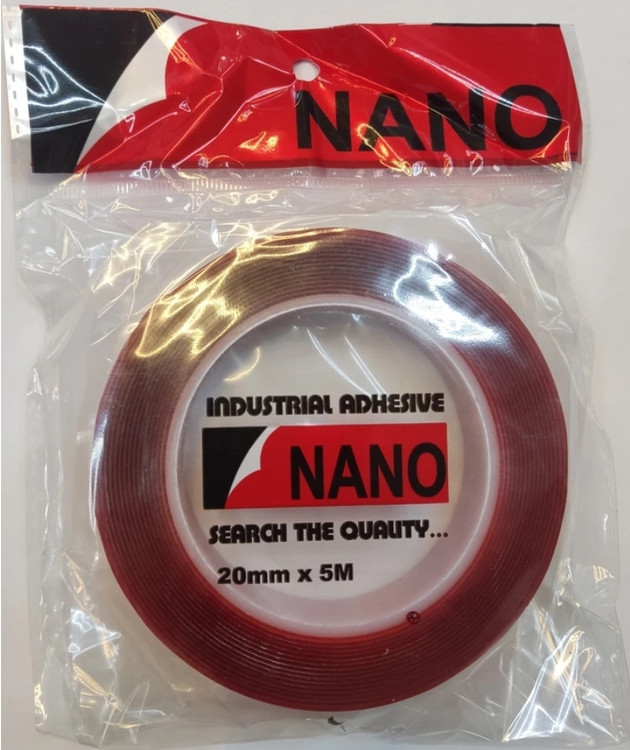 NANO
INDUSTRIAL ADHESIVE
NANO
SEARCH THE QUALITY...
20mm x 5M